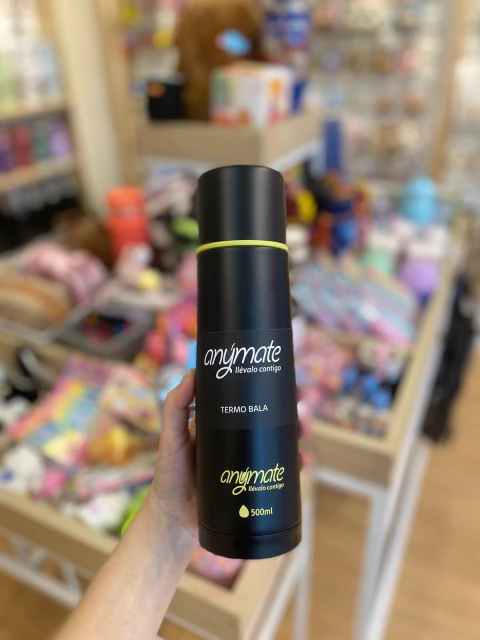 anýmate
llévalo contigo
TERMO BALA
anýmate
llévalo contigo
500ml